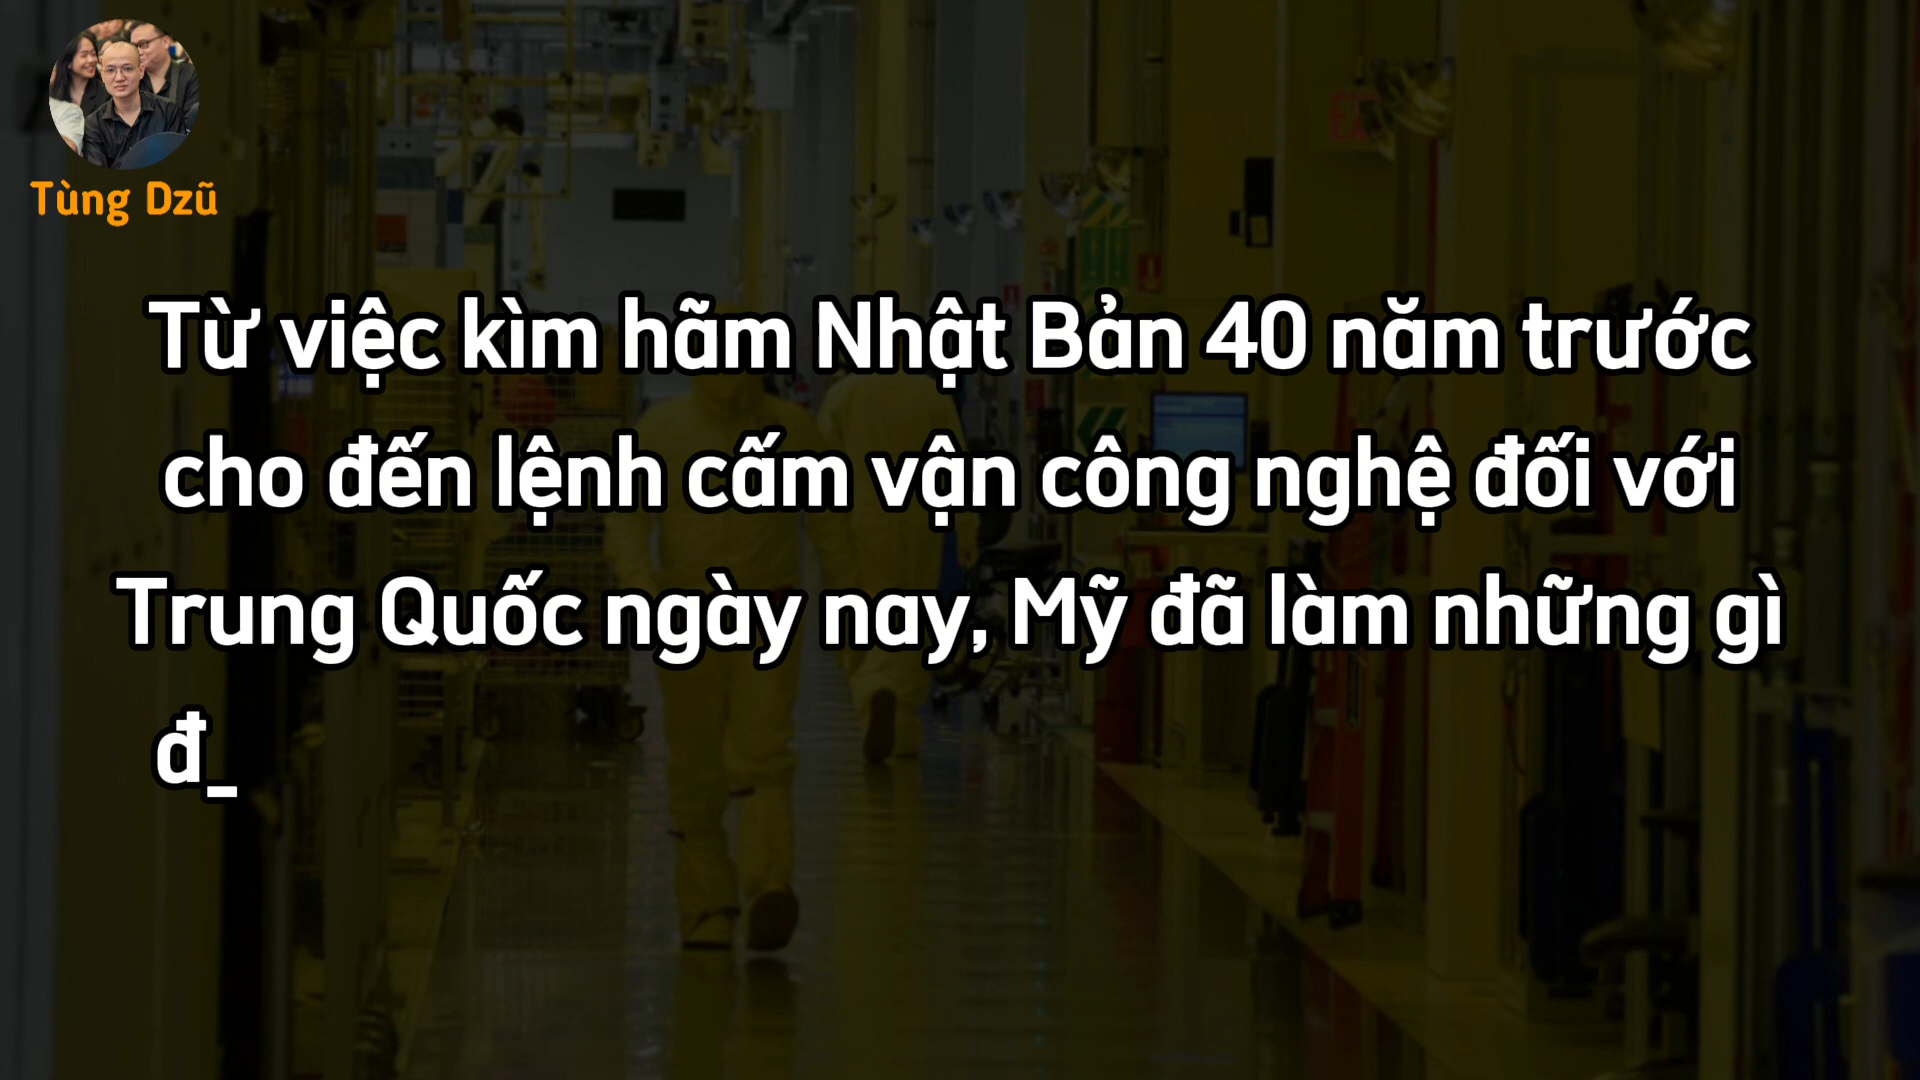 Tùng Dzũ
Từ việc kìm hãm Nhật Bản 40 năm trước
cho đến lệnh cấm vận công nghệ đối với
Trung Quốc ngày nay, Mỹ đã làm những gì
đ_